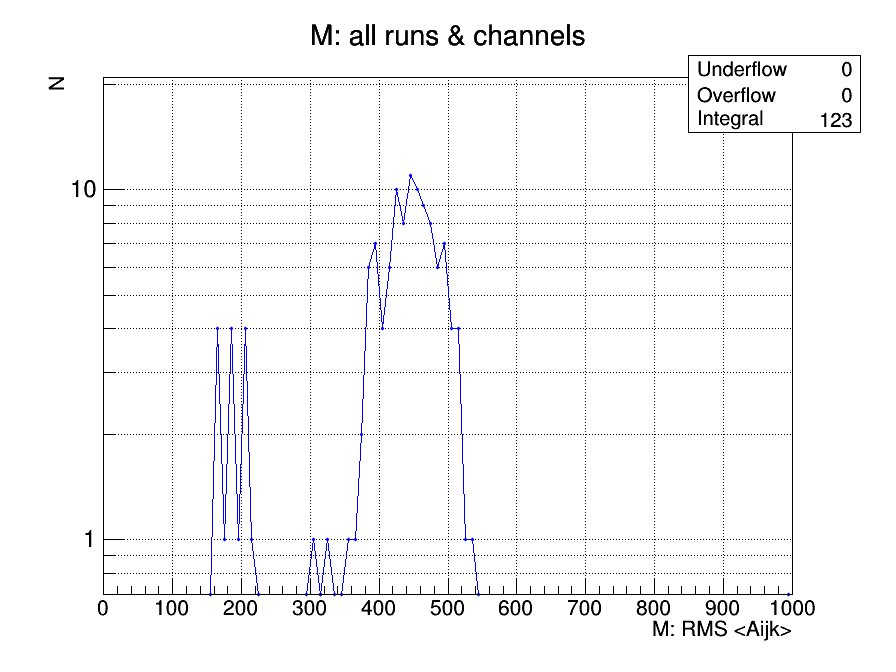 M: all runs & channels
N
Underflow 0
Overflow 0
Integral 123
10
1
0 100 200 300 400 500 600 700 800 900 1000
M: RMS <Aijk>